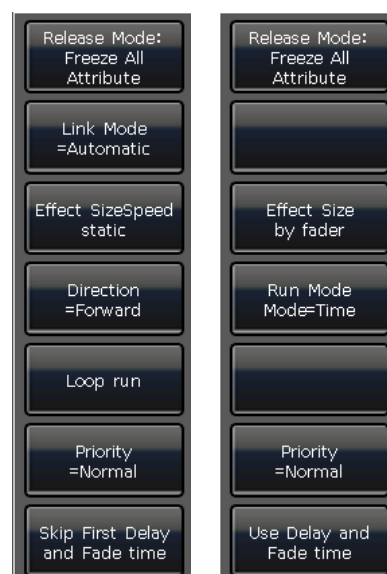 Release Mode:
Freeze All
Attribute
Link Mode
=Automatic
Effect SizeSpeed
static
Direction
=Forward
Loop run
Priority
=Normal
Skip First Delay
and Fade time
Release Mode:
Freeze All
Attribute
Effect Size
by fader
Run Mode
Mode=Time
Priority
=Normal
Use Delay and
Fade time